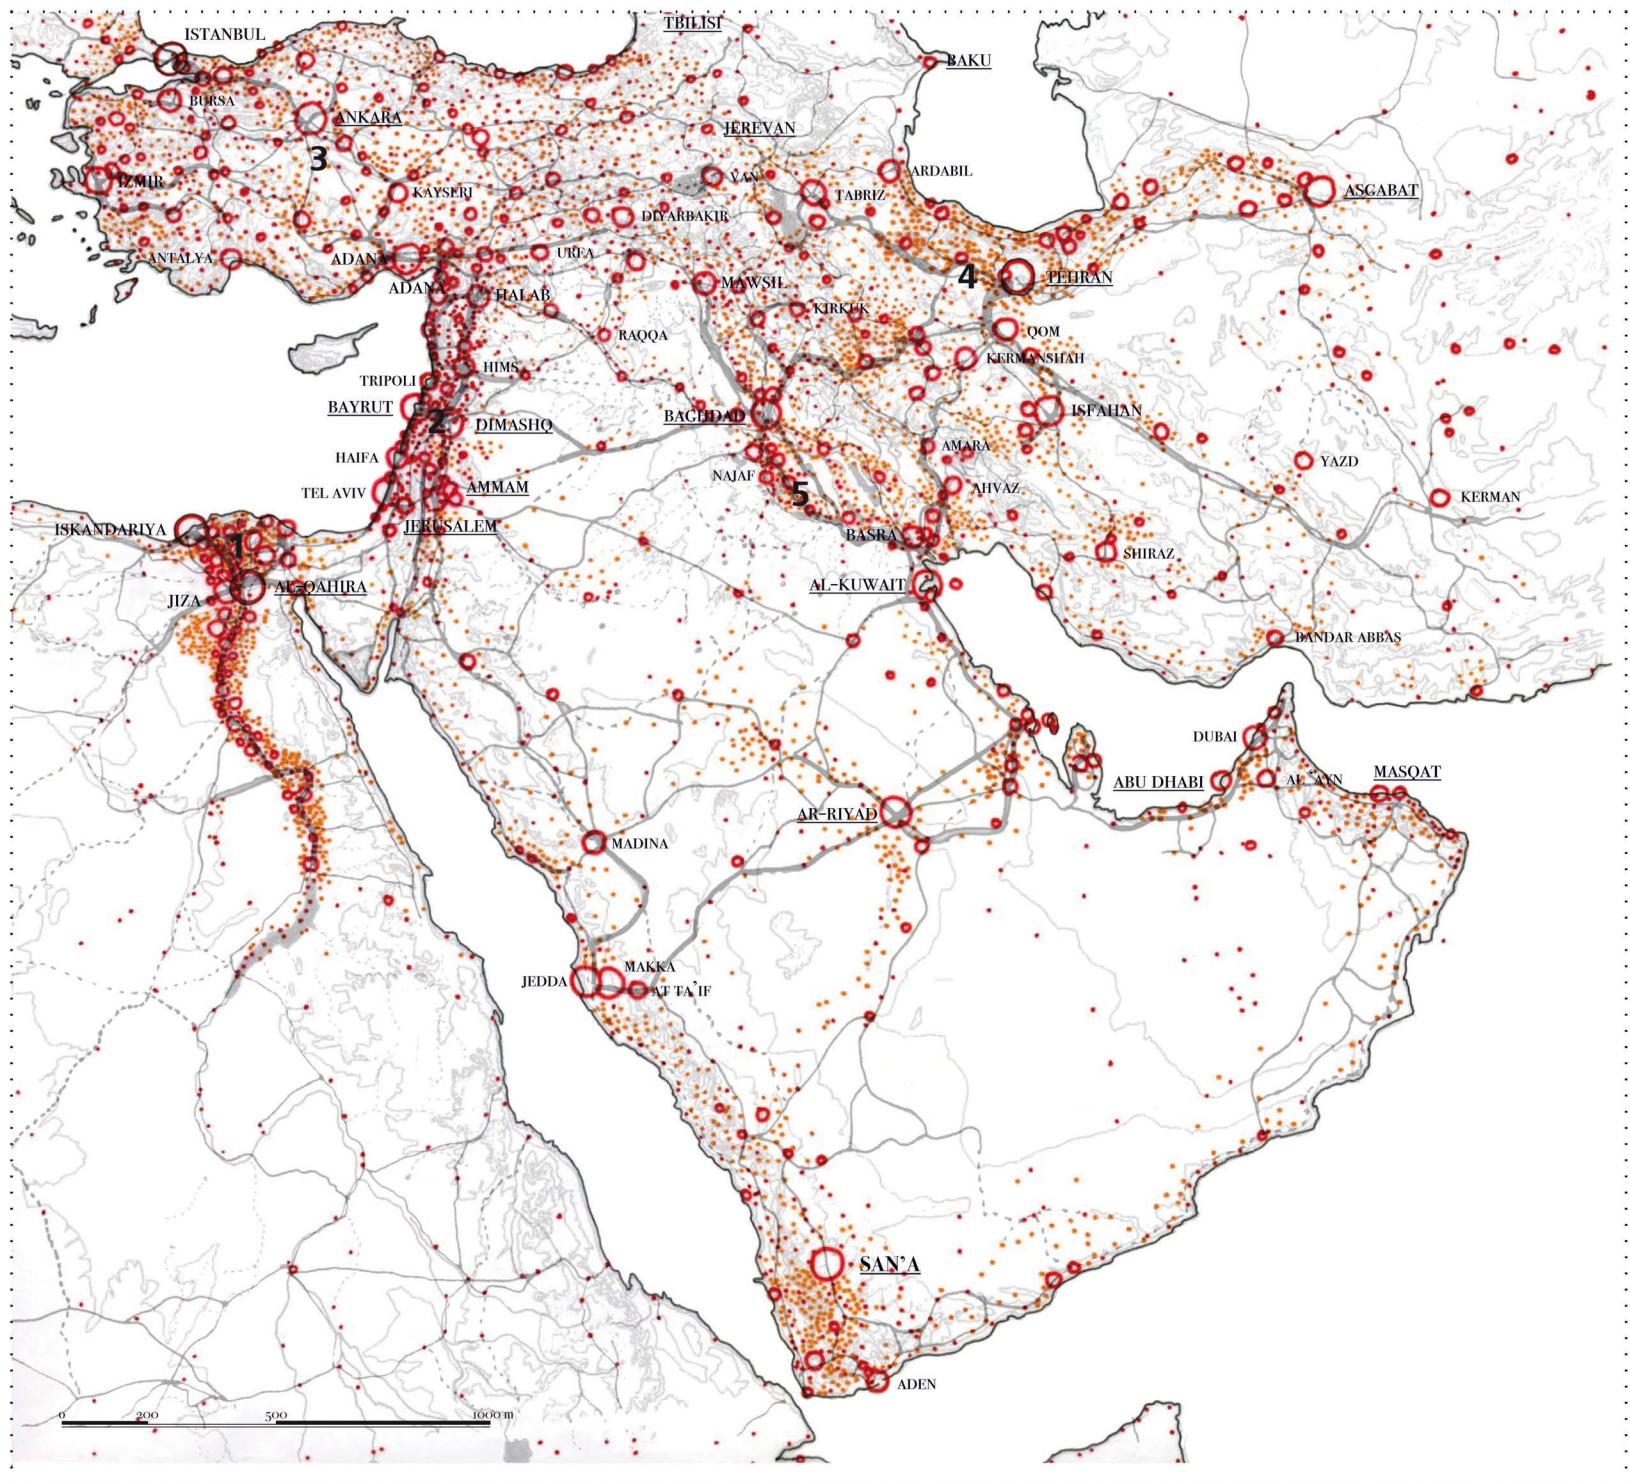 TBILISI
ISTANBUL
BAKU
BURSA
ANKARA
JEREVAN
3
ARDABIL
VAN
IZMIR
TABRIZ
ASGABAT
KAYSERI
DIYARBAKIR
URFA
ANTALYA
ADANA
4
TEHRAN
MAWSIL
ADANA
HALAB
KIRKUK
QOM
RAQQA
KERMANSHAH
HIMS
TRIPOLI
BAYRUT
ISFAHAN
BAGHDAD
2
DIMASHQ
AMARA
HAIFA
YAZD
NAJAF
AMMAM
AHVAZ
TEL AVIV
5
KERMAN
ISKANDARIYA
JERUSALEM
BASRA
1
SHIRAZ
AL-KUWAIT
AL-QAHIRA
JIZA
BANDAR ABBAS
DUBAI
MASQAT
ABU DHABI
AL 'AYN
AR-RIYAD
MADINA
MAKKA
JEDDA
AT TA'IF
SAN'A
ADEN
0 200 500 1000 m